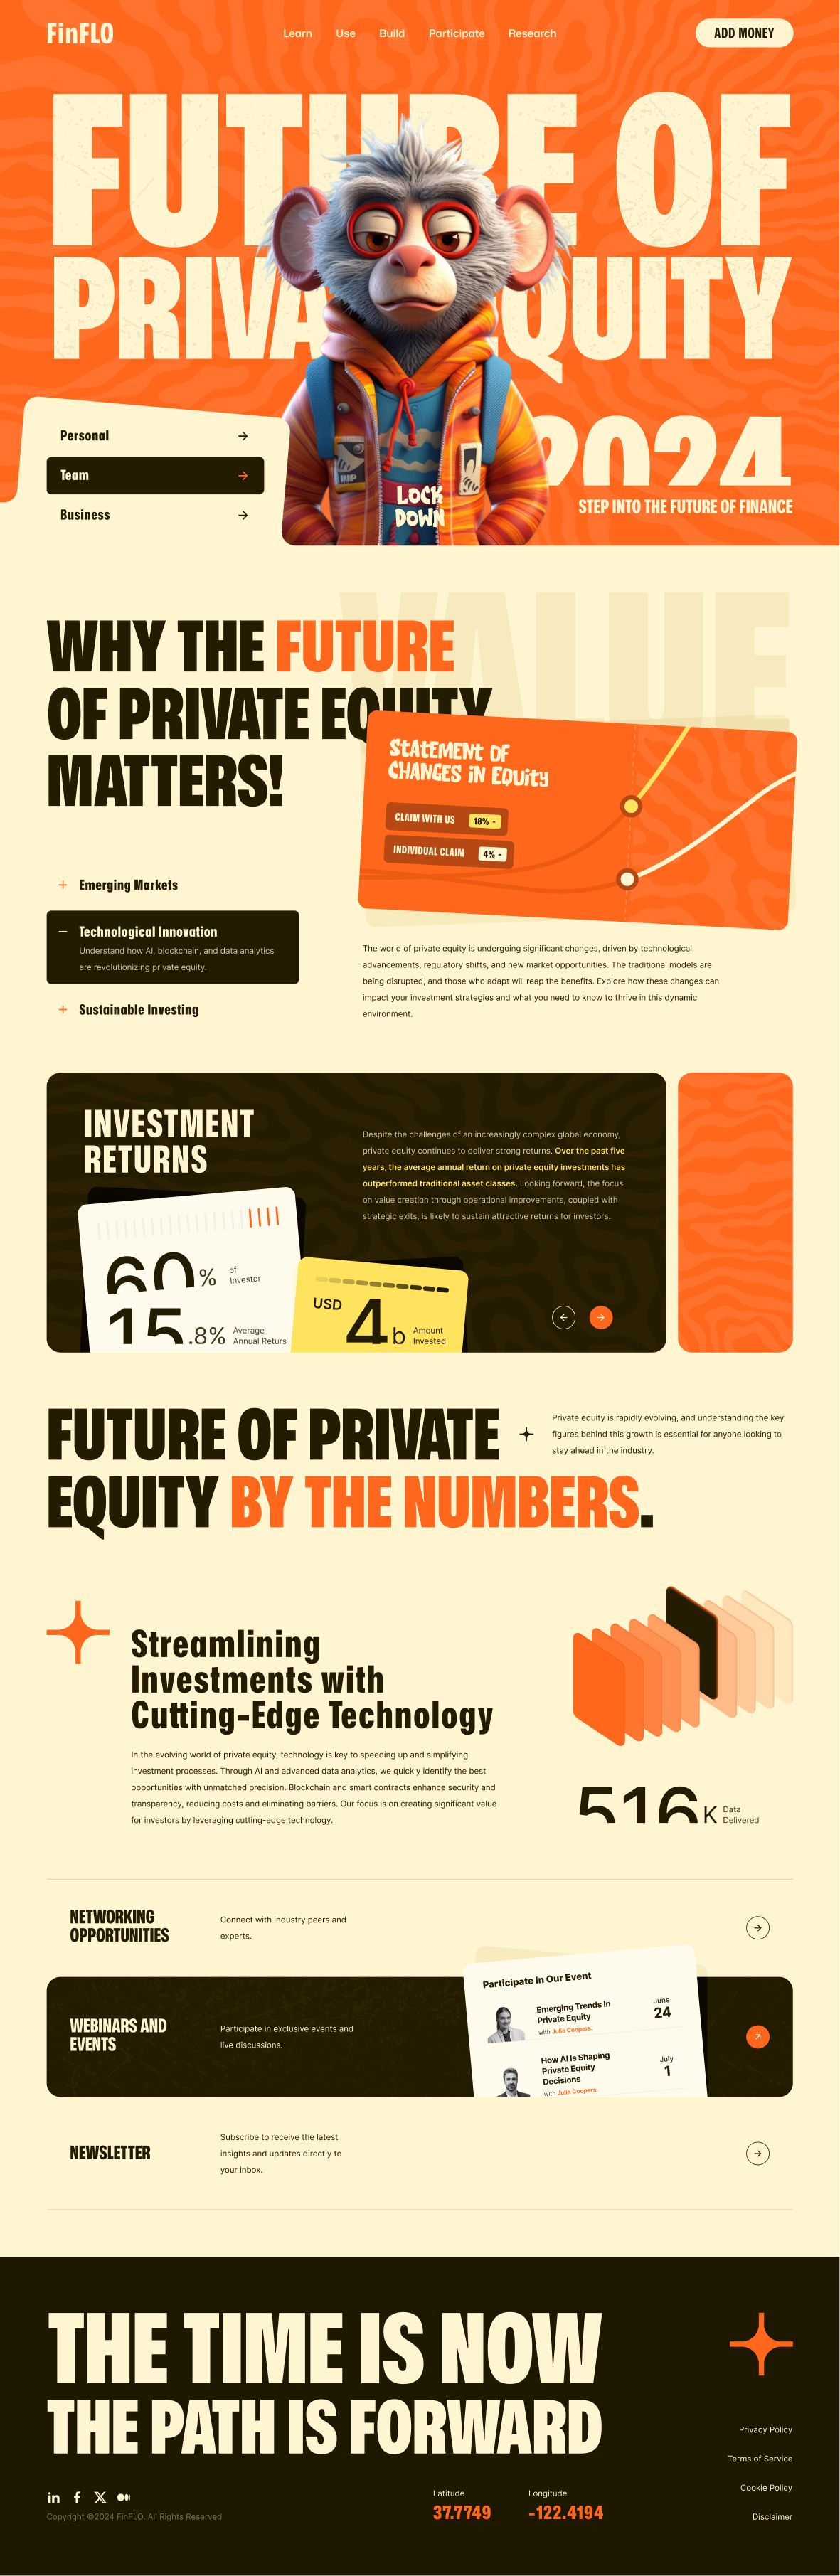 FinFLO
Learn
Use
Build
Participate
Research
ADD MONEY
FUTURE OF
PRIVATE EQUITY
2024
STEP INTO THE FUTURE OF FINANCE
Personal
Team
Business
IMP
LOCK
DOWN
VALUE
WHY THE FUTURE
OF PRIVATE EQUITY
MATTERS!
STATEMENT OF
CHANGES IN EQUITY
CLAIM WITH US 18% -
INDIVIDUAL CLAIM 4% -
Emerging Markets
Technological Innovation
Understand how AI, blockchain, and data analytics
are revolutionizing private equity.
Sustainable Investing
The world of private equity is undergoing significant changes, driven by technological
advancements, regulatory shifts, and new market opportunities. The traditional models are
being disrupted, and those who adapt will reap the benefits. Explore how these changes can
impact your investment strategies and what you need to know to thrive in this dynamic
environment.
INVESTMENT
RETURNS
Despite the challenges of an increasingly complex global economy,
private equity continues to deliver strong returns. Over the past five
years, the average annual return on private equity investments has
outperformed traditional asset classes. Looking forward, the focus
on value creation through operational improvements, coupled with
strategic exits, is likely to sustain attractive returns for investors.
60% of
Investor
15.8% Average
Annual Returs
USD 4b Amount
Invested
FUTURE OF PRIVATE
EQUITY BY THE NUMBERS.
Private equity is rapidly evolving, and understanding the key
figures behind this growth is essential for anyone looking to
stay ahead in the industry.
Streamlining
Investments with
Cutting-Edge Technology
In the evolving world of private equity, technology is key to speeding up and simplifying
investment processes. Through AI and advanced data analytics, we quickly identify the best
opportunities with unmatched precision. Blockchain and smart contracts enhance security and
transparency, reducing costs and eliminating barriers. Our focus is on creating significant value
for investors by leveraging cutting-edge technology.
516K Data
Delivered
NETWORKING
OPPORTUNITIES
Connect with industry peers and
experts.
WEBINARS AND
EVENTS
Participate in exclusive events and
live discussions.
Participate In Our Event
Emerging Trends In
Private Equity
with Julia Coopers.
June
24
How AI Is Shaping
Private Equity
Decisions
with Julia Coopers.
July
1
NEWSLETTER
Subscribe to receive the latest
insights and updates directly to
your inbox.
THE TIME IS NOW
THE PATH IS FORWARD
Privacy Policy
Terms of Service
Cookie Policy
Disclaimer
Copyright ©2024 FinFLO. All Rights Reserved
Latitude
37.7749
Longitude
-122.4194